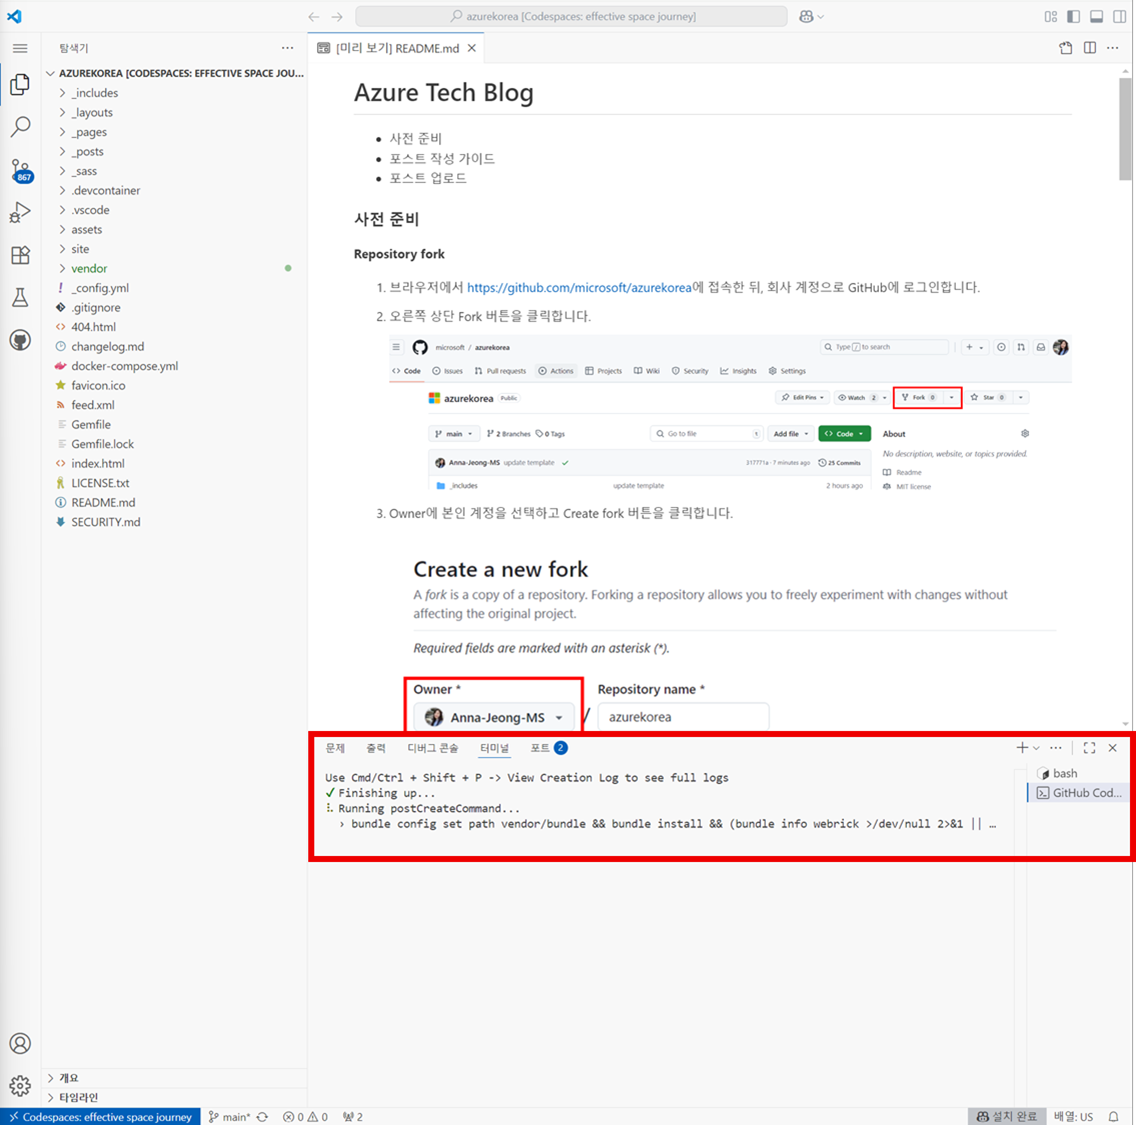 azurekorea [Codespaces: effective space journey]
탐색기
[미리 보기] README.md
AZUREKOREA [CODESPACES: EFFECTIVE SPACE JOU...
_includes
_layouts
_pages
_posts
_sass
.devcontainer
.vscode
assets
site
vendor
_config.yml
.gitignore
404.html
changelog.md
docker-compose.yml
favicon.ico
feed.xml
Gemfile
Gemfile.lock
index.html
LICENSE.txt
README.md
SECURITY.md
867
Azure Tech Blog
사전 준비
포스트 작성 가이드
포스트 업로드
사전 준비
Repository fork
1. 브라우저에서 https://github.com/microsoft/azurekorea에 접속한 뒤, 회사 계정으로 GitHub에 로그인합니다.
2. 오른쪽 상단 Fork 버튼을 클릭합니다.
microsoft / azurekorea
Type / to search
Code Issues Pull requests Actions Projects Wiki Security Insights Settings
azurekorea Public
Edit Pins Watch 2 Fork 0 Star 0
main 2 Branches 0 Tags Go to file t Add file Code About
No description, website, or topics provided.
Anna-Jeong-MS update template 317771a · 7 minutes ago 25 Commits
Readme
_includes update template 2 hours ago MIT license
3. Owner에 본인 계정을 선택하고 Create fork 버튼을 클릭합니다.
Create a new fork
A fork is a copy of a repository. Forking a repository allows you to freely experiment with changes without
affecting the original project.
Required fields are marked with an asterisk (*).
Owner * Repository name *
Anna-Jeong-MS / azurekorea
문제 출력 디버그 콘솔 터미널 포트 2
Use Cmd/Ctrl + Shift + P -> View Creation Log to see full logs
✓ Finishing up...
⠧ Running postCreateCommand...
› bundle config set path vendor/bundle && bundle install && (bundle info webrick >/dev/null 2>&1 || …
bash
GitHub Cod...
개요
타임라인
Codespaces: effective space journey main* 0 0 2 설치 완료 배열: US